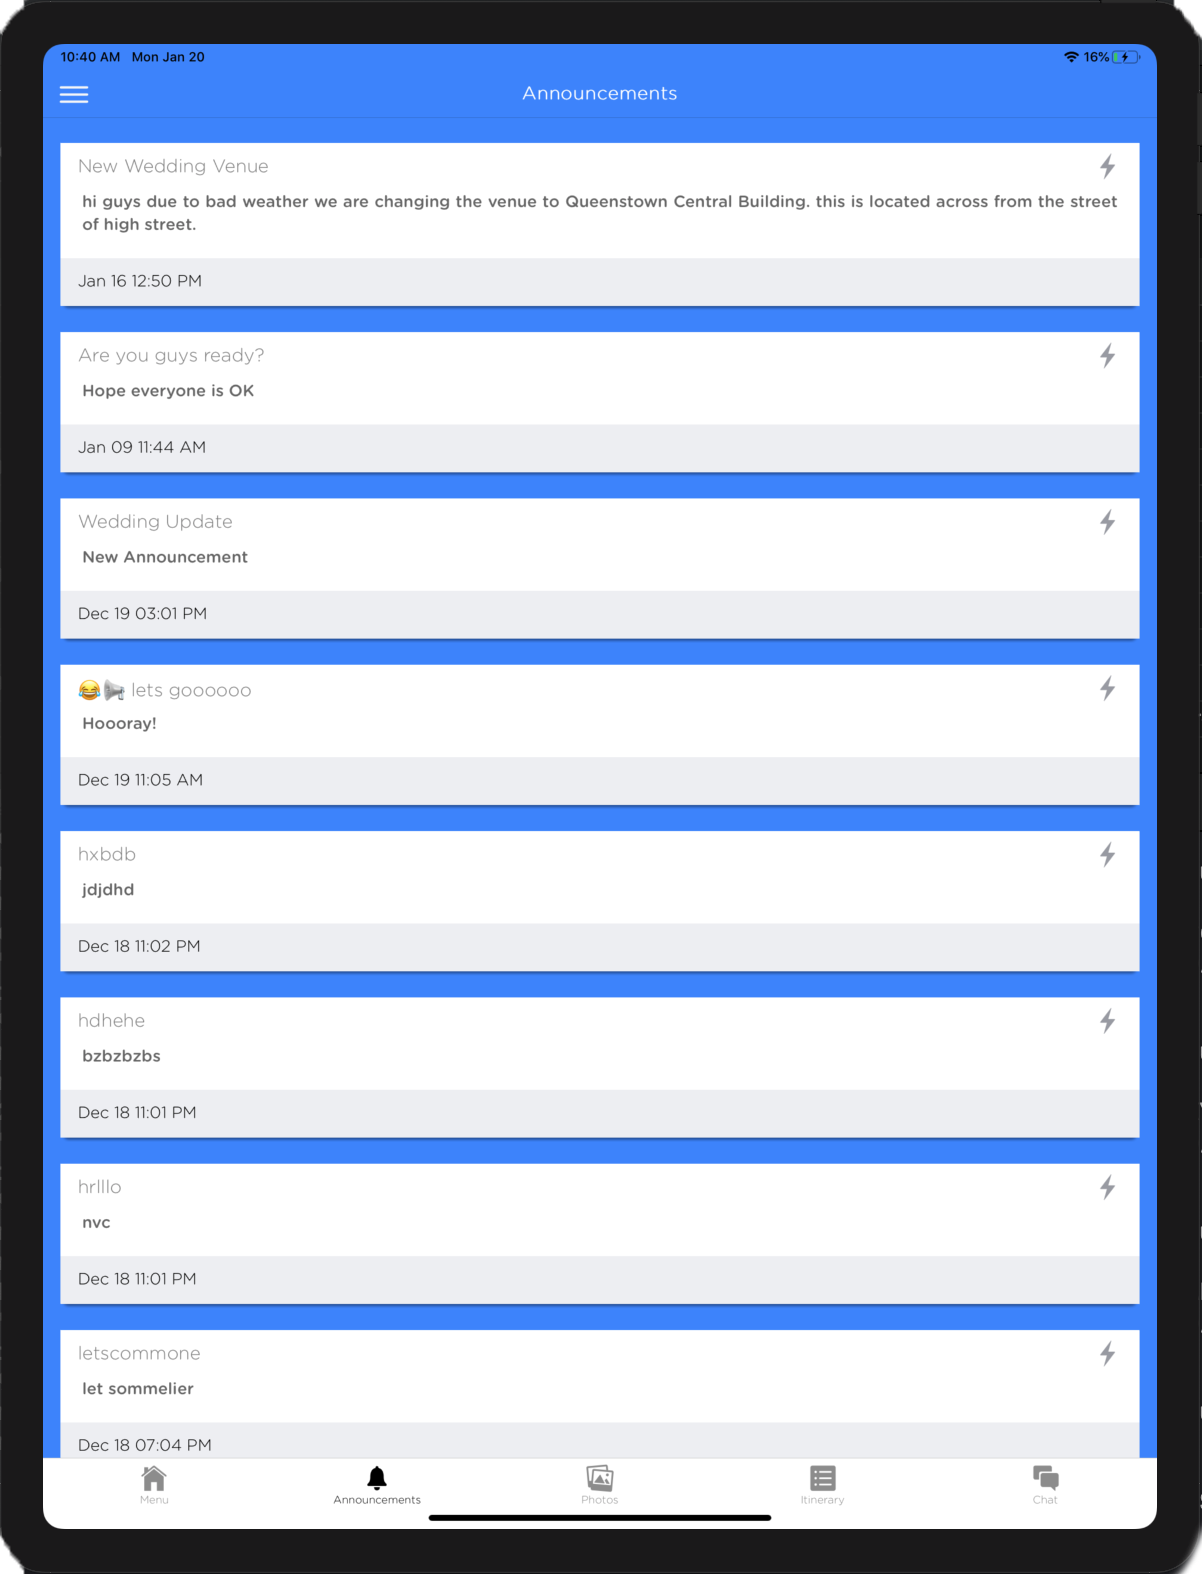 10:40 AM Mon Jan 20
16%
Announcements
New Wedding Venue
hi guys due to bad weather we are changing the venue to Queenstown Central Building. this is located across from the street
of high street.
Jan 16 12:50 PM
Are you guys ready?
Hope everyone is OK
Jan 09 11:44 AM
Wedding Update
New Announcement
Dec 19 03:01 PM
😂📢 lets goooooo
Hoooray!
Dec 19 11:05 AM
hxbdb
jdjdhd
Dec 18 11:02 PM
hdhehe
bzbzbzbs
Dec 18 11:01 PM
hrlllo
nvc
Dec 18 11:01 PM
letscommone
let sommelier
Dec 18 07:04 PM
Menu
Announcements
Photos
Itinerary
Chat